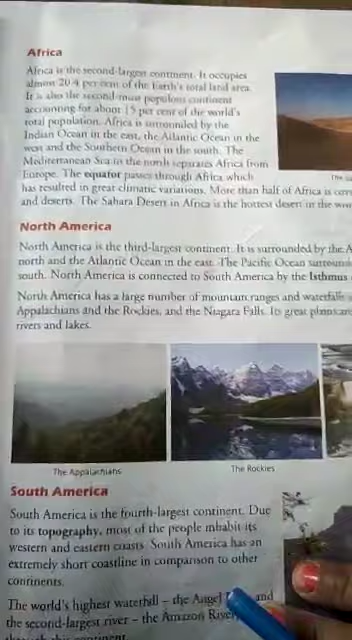 Africa
Africa is the second-largest continent. It occupies
almost 20.4 per cent of the Earth's total land area.
It is also the second-most populous continent
accounting for about 15 per cent of the world's
total population. Africa is surrounded by the
Indian Ocean in the east, the Atlantic Ocean in the
west and the Southern Ocean in the south. The
Mediterranean Sea in the north separates Africa from
Europe. The equator passes through Africa which
has resulted in great climatic variations. More than half of Africa is
and deserts. The Sahara Desert in Africa is the hottest desert in the
North America
North America is the third-largest continent. It is surrounded by the
north and the Atlantic Ocean in the east. The Pacific Ocean
south. North America is connected to South America by the Isthmus
North America has a large number of mountain ranges and waterfalls
Appalachians and the Rockies, and the Niagara Falls. Its great plains
rivers and lakes.
The Appalachians
The Rockies
South America
South America is the fourth-largest continent. Due
to its topography, most of the people inhabit its
western and eastern coasts. South America has an
extremely short coastline in comparison to other
continents.
The world's highest waterfall – the Angel and
the second-largest river – the Amazon